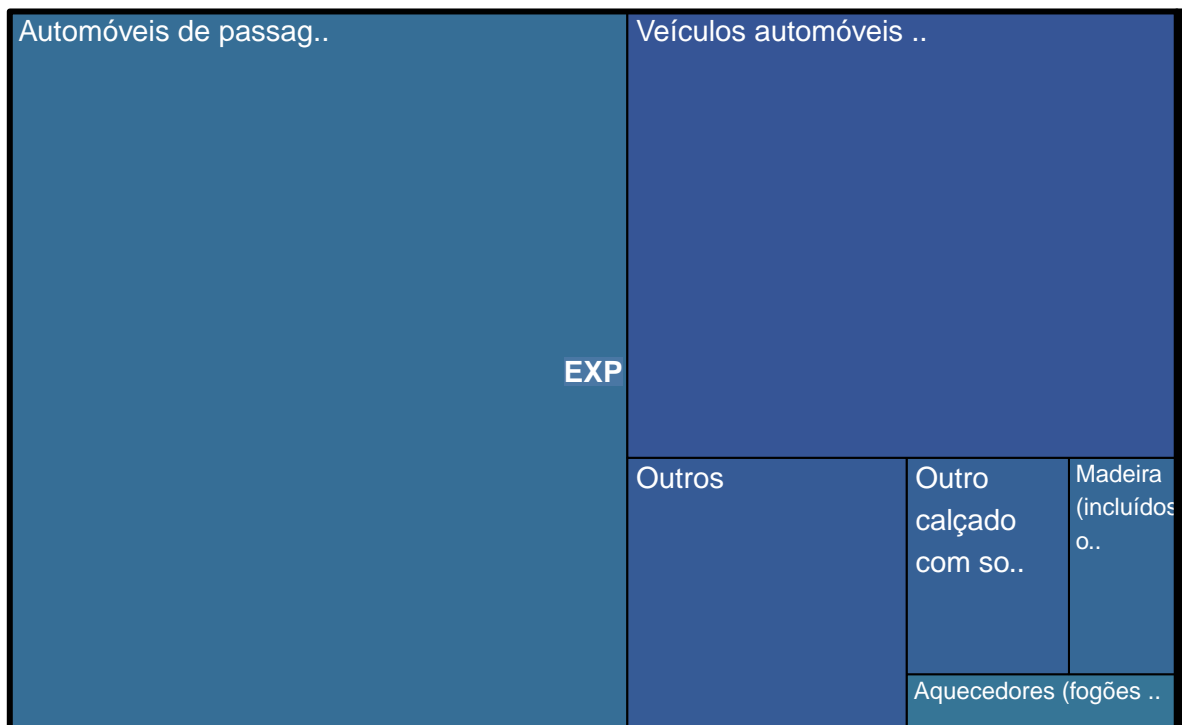 Automóveis de passag..
Veículos automóveis ..
EXP
Outros
Outro
calçado
com so..
Madeira
(incluídos
o..
Aquecedores (fogões ..